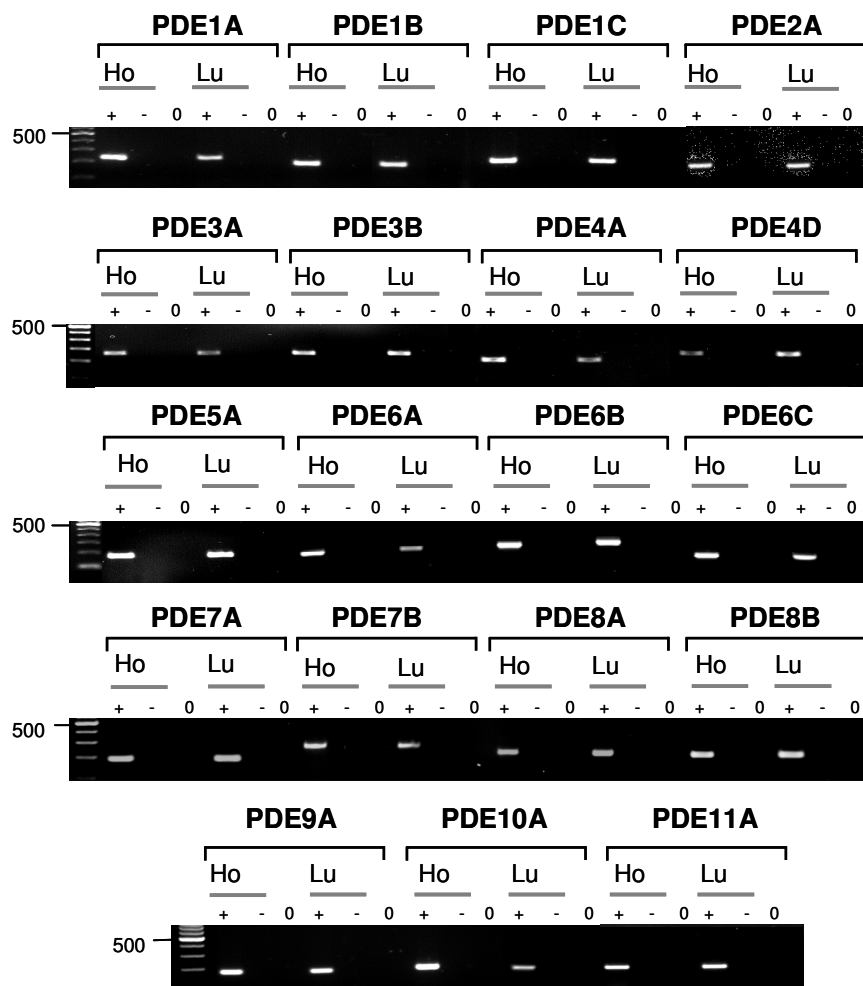 PDE1A PDE1B PDE1C PDE2A
Ho Lu Ho Lu Ho Lu Ho Lu
+ - 0 + - 0 + - 0 + - 0 + - 0 + - 0 + - 0 + - 0
500
PDE3A PDE3B PDE4A PDE4D
Ho Lu Ho Lu Ho Lu Ho Lu
+ - 0 + - 0 + - 0 + - 0 + - 0 + - 0 + - 0 + - 0
500
PDE5A PDE6A PDE6B PDE6C
Ho Lu Ho Lu Ho Lu Ho Lu
+ - 0 + - 0 + - 0 + - 0 + - 0 + - 0 + - 0 + - 0
500
PDE7A PDE7B PDE8A PDE8B
Ho Lu Ho Lu Ho Lu Ho Lu
+ - 0 + - 0 + - 0 + - 0 + - 0 + - 0 + - 0 + - 0
500
PDE9A PDE10A PDE11A
Ho Lu Ho Lu Ho Lu
+ - 0 + - 0 + - 0 + - 0 + - 0 + - 0
500